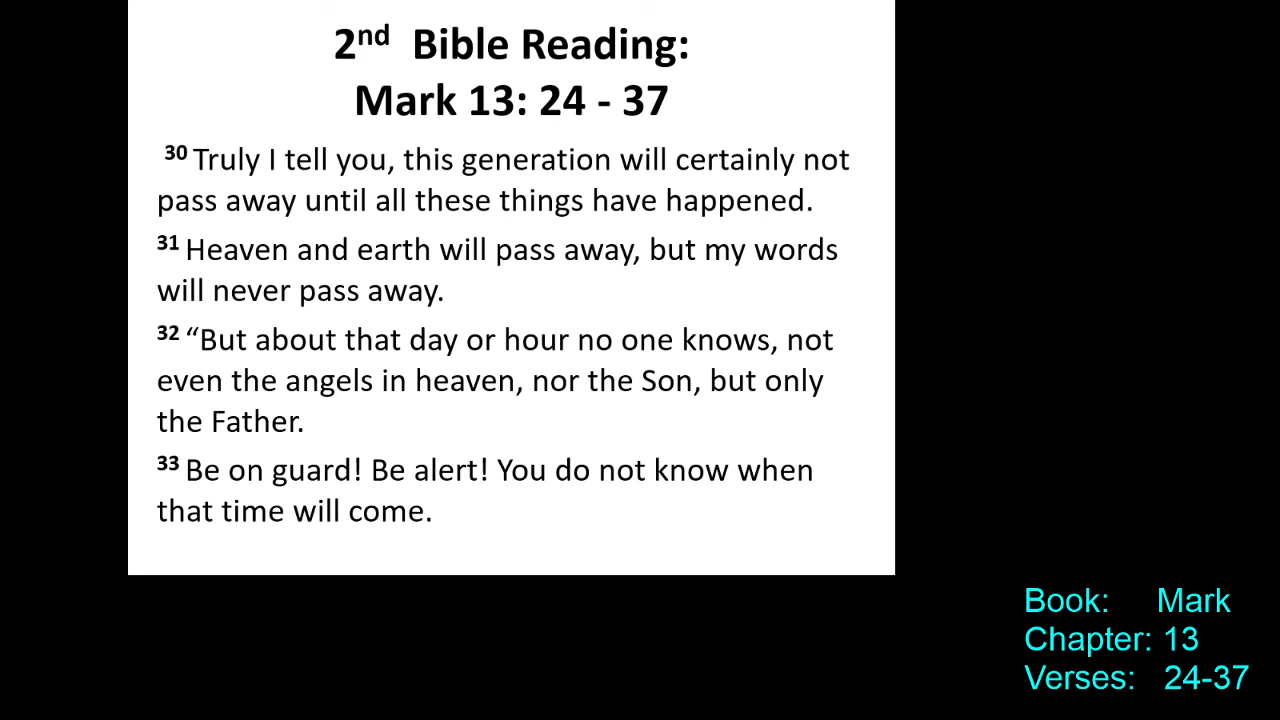 2nd Bible Reading:
Mark 13: 24 - 37
30 Truly I tell you, this generation will certainly not
pass away until all these things have happened.
31 Heaven and earth will pass away, but my words
will never pass away.
32 “But about that day or hour no one knows, not
even the angels in heaven, nor the Son, but only
the Father.
33 Be on guard! Be alert! You do not know when
that time will come.
Book: Mark
Chapter: 13
Verses: 24-37